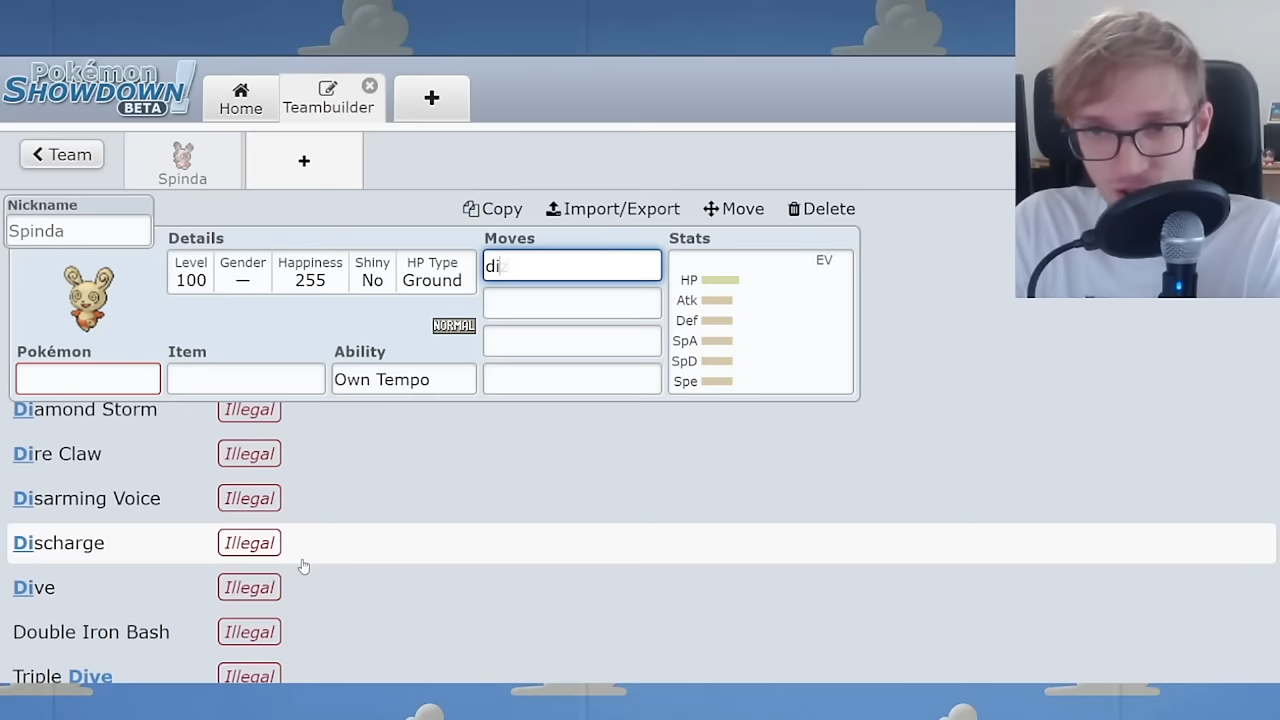 Pokémon
SHOWDOWN!
BETA
Home
Teambuilder
+
Team
Spinda
+
Nickname
Spinda
Copy
Import/Export
Move
Delete
Details
Moves
Stats
Level
Gender
Happiness
Shiny
HP Type
100
—
255
No
Ground
diz
EV
HP
Atk
Def
SpA
SpD
Spe
NORMAL
Pokémon
Item
Ability
Own Tempo
Diamond Storm Illegal
Dire Claw Illegal
Disarming Voice Illegal
Discharge Illegal
Dive Illegal
Double Iron Bash Illegal
Triple Dive Illegal